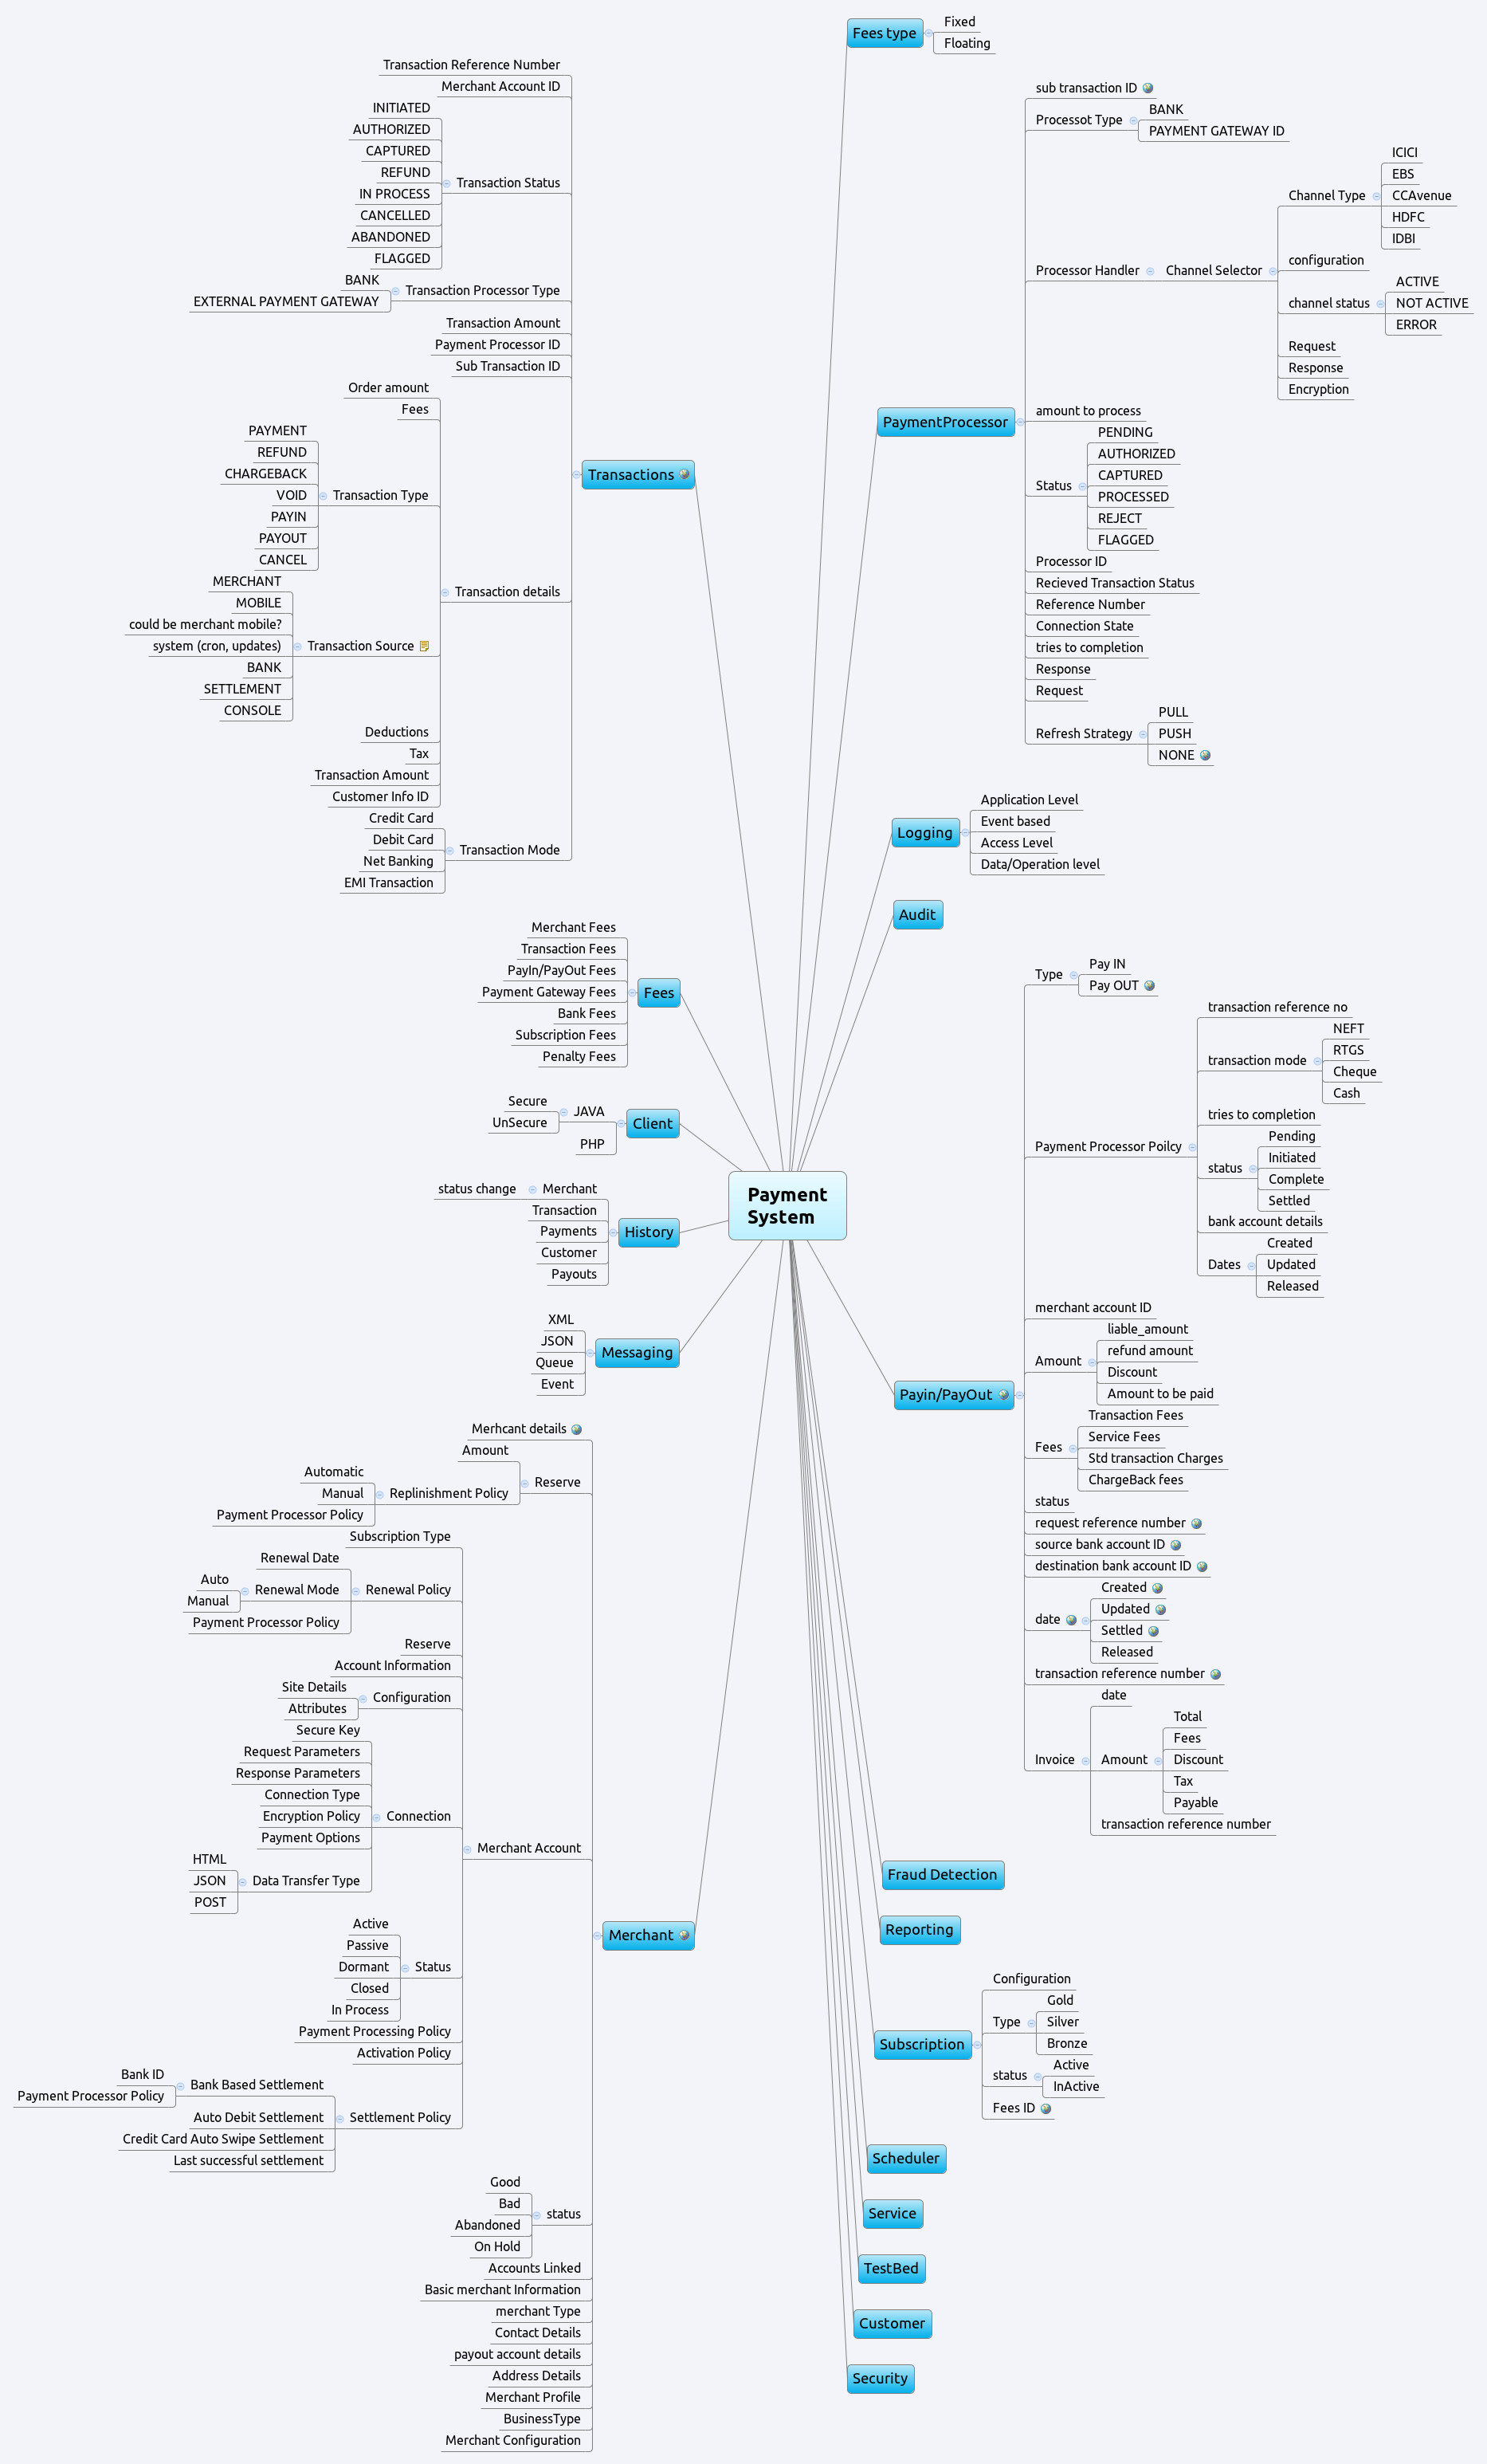 Payment
System
Fees type
Fixed
Floating
PaymentProcessor
sub transaction ID
Processot Type
BANK
PAYMENT GATEWAY ID
Processor Handler
Channel Selector
Channel Type
ICICI
EBS
CCAvenue
HDFC
IDBI
configuration
channel status
ACTIVE
NOT ACTIVE
ERROR
Request
Response
Encryption
amount to process
Status
PENDING
AUTHORIZED
CAPTURED
PROCESSED
REJECT
FLAGGED
Processor ID
Recieved Transaction Status
Reference Number
Connection State
tries to completion
Response
Request
Refresh Strategy
PULL
PUSH
NONE
Logging
Application Level
Event based
Access Level
Data/Operation level
Audit
Payin/PayOut
Type
Pay IN
Pay OUT
Payment Processor Poilcy
transaction reference no
transaction mode
NEFT
RTGS
Cheque
Cash
tries to completion
status
Pending
Initiated
Complete
Settled
bank account details
Dates
Created
Updated
Released
merchant account ID
Amount
liable_amount
refund amount
Discount
Amount to be paid
Fees
Transaction Fees
Service Fees
Std transaction Charges
ChargeBack fees
status
request reference number
source bank account ID
destination bank account ID
date
Created
Updated
Settled
Released
transaction reference number
Invoice
date
Amount
Total
Fees
Discount
Tax
Payable
transaction reference number
Fraud Detection
Reporting
Subscription
Configuration
Type
Gold
Silver
Bronze
status
Active
InActive
Fees ID
Scheduler
Service
TestBed
Customer
Security
Transactions
Transaction Reference Number
Merchant Account ID
Transaction Status
INITIATED
AUTHORIZED
CAPTURED
REFUND
IN PROCESS
CANCELLED
ABANDONED
FLAGGED
Transaction Processor Type
BANK
EXTERNAL PAYMENT GATEWAY
Transaction Amount
Payment Processor ID
Sub Transaction ID
Transaction details
Order amount
Fees
Transaction Type
PAYMENT
REFUND
CHARGEBACK
VOID
PAYIN
PAYOUT
CANCEL
Transaction Source
MERCHANT
MOBILE
could be merchant mobile?
system (cron, updates)
BANK
SETTLEMENT
CONSOLE
Deductions
Tax
Transaction Amount
Customer Info ID
Transaction Mode
Credit Card
Debit Card
Net Banking
EMI Transaction
Fees
Merchant Fees
Transaction Fees
PayIn/PayOut Fees
Payment Gateway Fees
Bank Fees
Subscription Fees
Penalty Fees
Client
JAVA
Secure
UnSecure
PHP
History
Merchant
status change
Transaction
Payments
Customer
Payouts
Messaging
XML
JSON
Queue
Event
Merchant
Merhcant details
Reserve
Amount
Replinishment Policy
Automatic
Manual
Payment Processor Policy
Merchant Account
Subscription Type
Renewal Policy
Renewal Date
Renewal Mode
Auto
Manual
Payment Processor Policy
Reserve
Account Information
Configuration
Site Details
Attributes
Connection
Secure Key
Request Parameters
Response Parameters
Connection Type
Encryption Policy
Payment Options
Data Transfer Type
HTML
JSON
POST
Status
Active
Passive
Dormant
Closed
In Process
Payment Processing Policy
Activation Policy
Settlement Policy
Bank Based Settlement
Bank ID
Payment Processor Policy
Auto Debit Settlement
Credit Card Auto Swipe Settlement
Last successful settlement
status
Good
Bad
Abandoned
On Hold
Accounts Linked
Basic merchant Information
merchant Type
Contact Details
payout account details
Address Details
Merchant Profile
BusinessType
Merchant Configuration